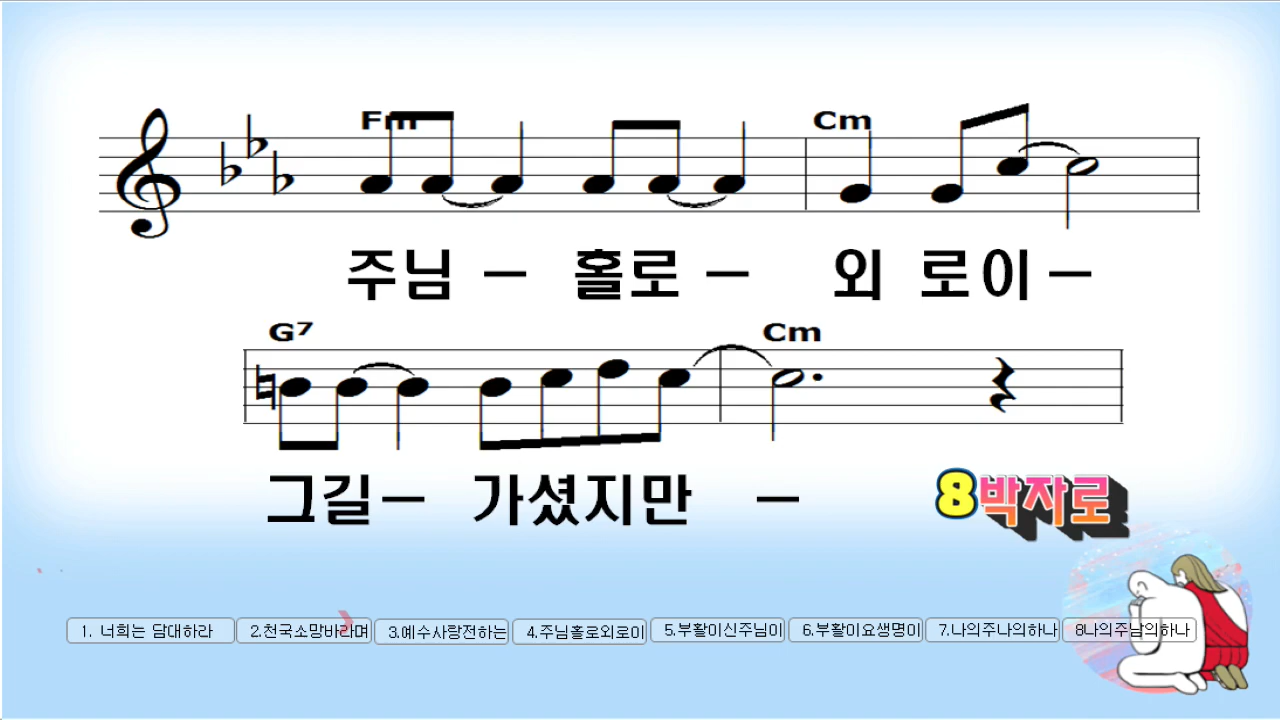 Fm Cm
주님 – 홀로 – 외 로이 –
G7 Cm
그길 – 가셨지만 –
8박자로
1. 너희는 담대하라 2.천국소망바라며 3.예수사랑전하는 4.주님홀로외로이 5.부활이신주님이 6.부활이요생명이 7.나의주나의하나 8나의주님의하나